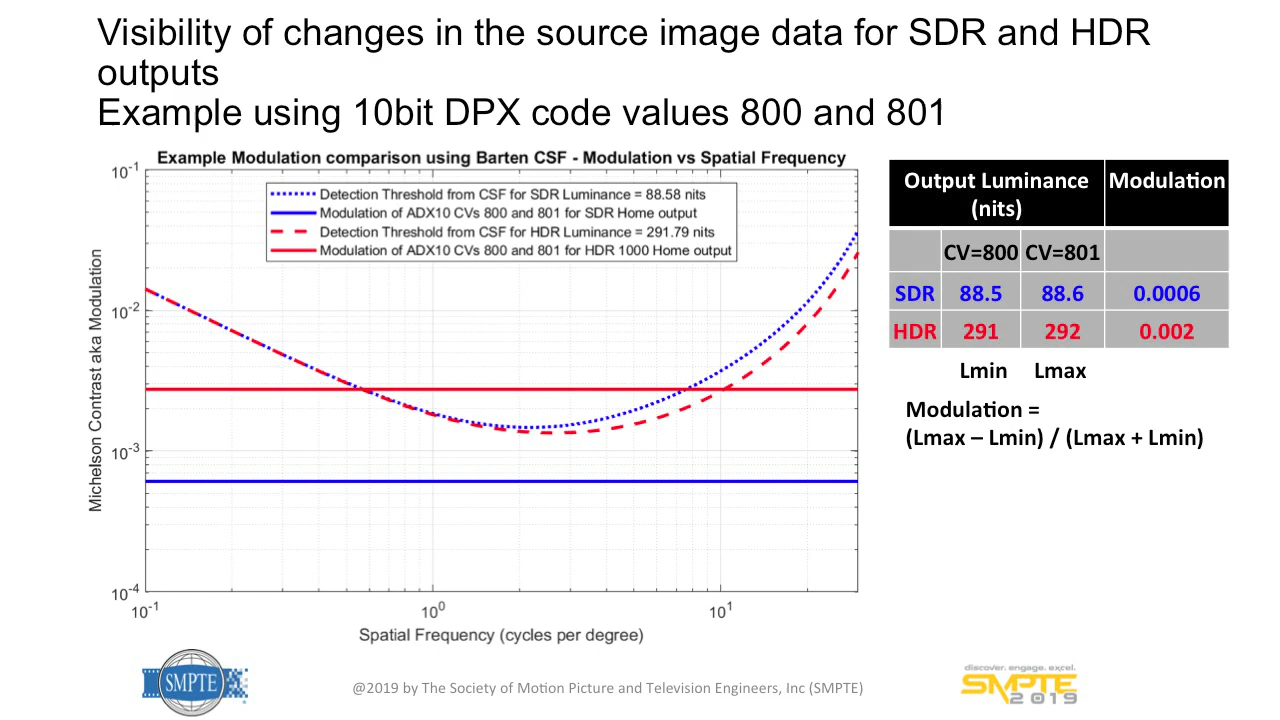 Visibility of changes in the source image data for SDR and HDR
outputs
Example using 10bit DPX code values 800 and 801
Example Modulation comparison using Barten CSF - Modulation vs Spatial Frequency
Detection Threshold from CSF for SDR Luminance = 88.58 nits
Modulation of ADX10 CVs 800 and 801 for SDR Home output
Detection Threshold from CSF for HDR Luminance = 291.79 nits
Modulation of ADX10 CVs 800 and 801 for HDR 1000 Home output
Michelson Contrast aka Modulation
10-1
10-2
10-3
10-4
10-1 100 101
Spatial Frequency (cycles per degree)
Output Luminance Modulation
(nits)
CV=800 CV=801
SDR 88.5 88.6 0.0006
HDR 291 292 0.002
Lmin Lmax
Modulation =
(Lmax – Lmin) / (Lmax + Lmin)
SMPTE
@2019 by The Society of Motion Picture and Television Engineers, Inc (SMPTE)
discover. engage. excel.
SMPTE
2019